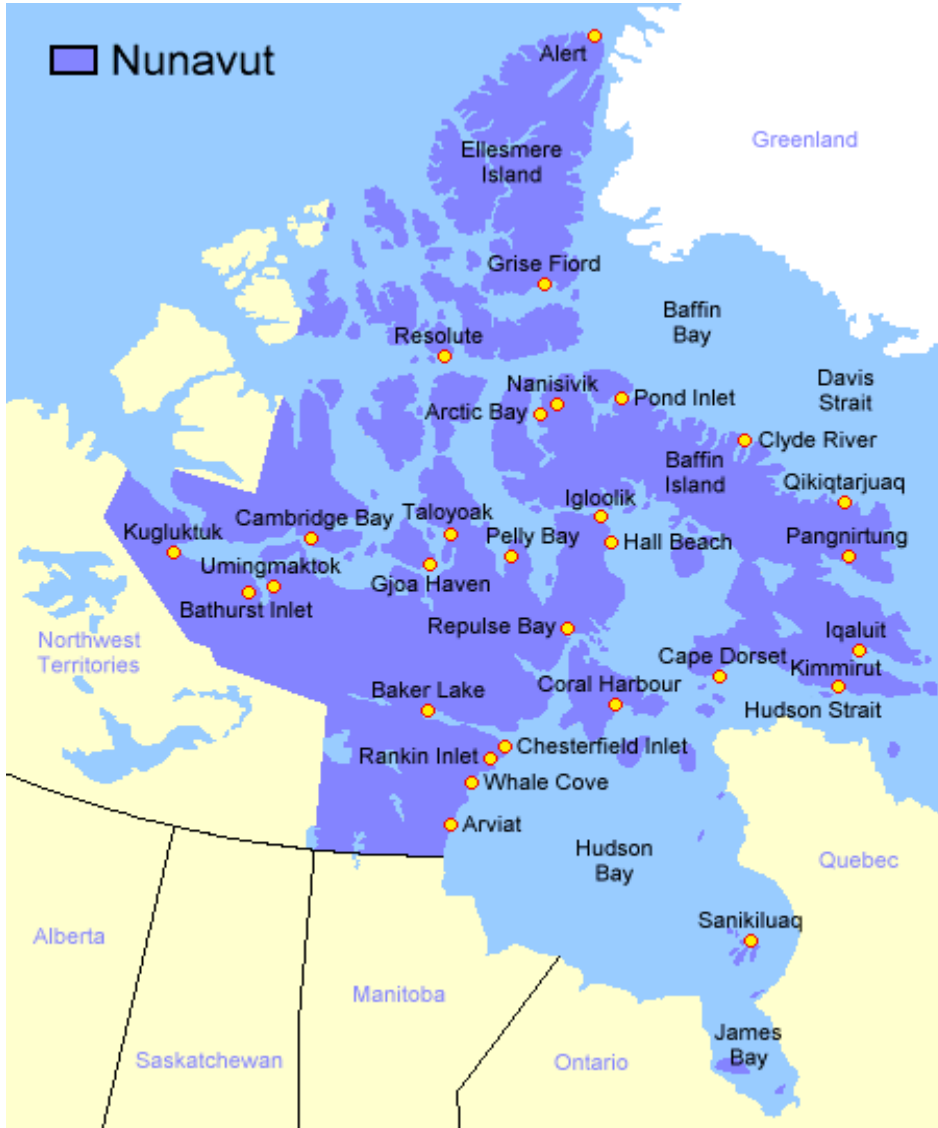 Nunavut
Alert
Greenland
Ellesmere
Island
Grise Fiord
Baffin
Bay
Resolute
Nanisivik
Davis
Strait
Arctic Bay
Pond Inlet
Clyde River
Baffin
Island
Qikiqtarjuaq
Igloolik
Taloyoak
Cambridge Bay
Kugluktuk
Pelly Bay
Hall Beach
Pangnirtung
Umingmaktok
Gjoa Haven
Bathurst Inlet
Repulse Bay
Iqaluit
Northwest
Territories
Cape Dorset
Kimmirut
Baker Lake
Coral Harbour
Hudson Strait
Chesterfield Inlet
Rankin Inlet
Whale Cove
Arviat
Hudson
Bay
Quebec
Sanikiluaq
Alberta
Manitoba
James
Bay
Saskatchewan
Ontario